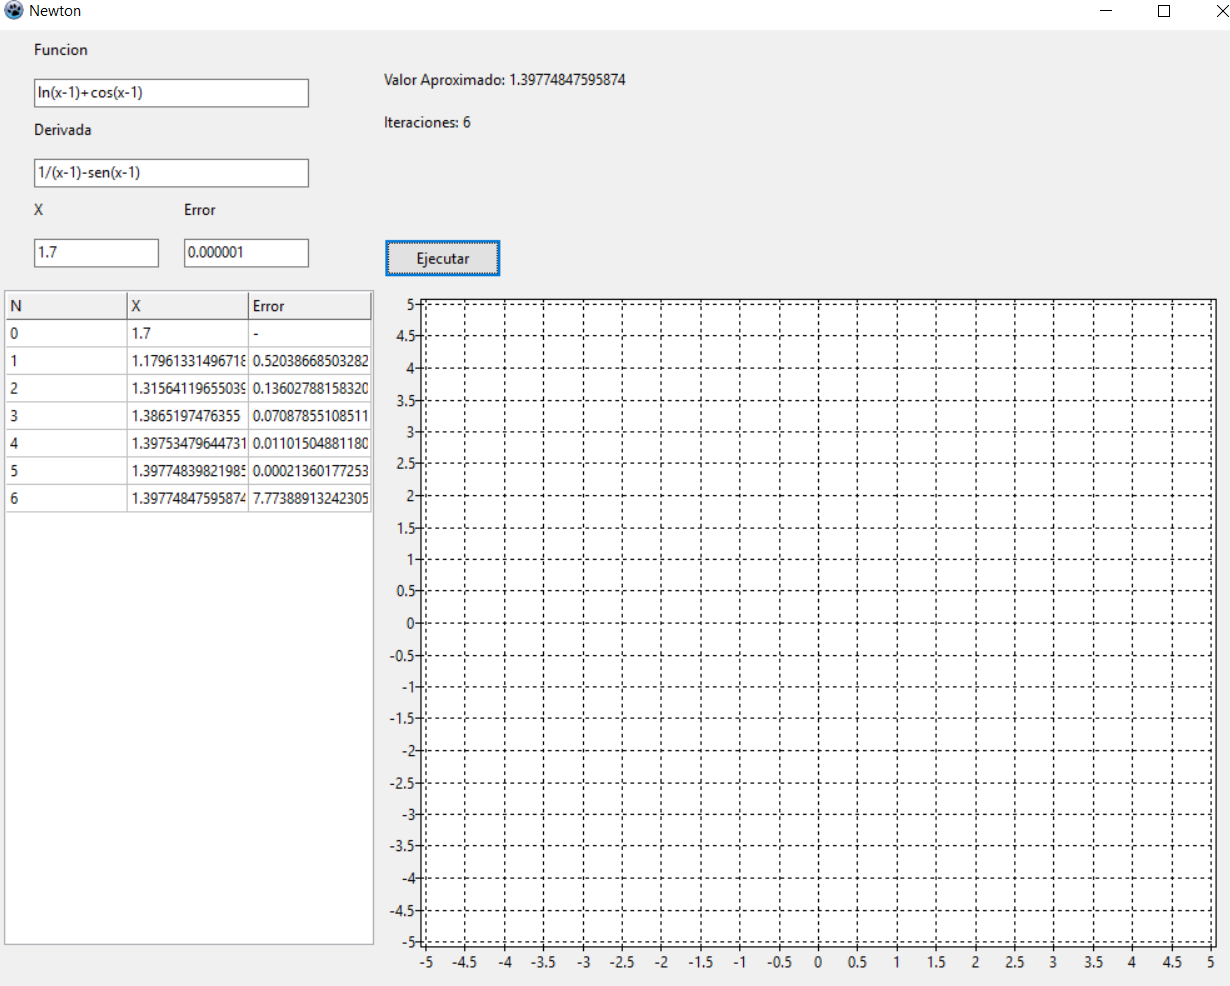 Newton
Funcion
ln(x-1)+cos(x-1)
Derivada
1/(x-1)-sen(x-1)
X Error
1.7 0.000001
Valor Aproximado: 1.39774847595874
Iteraciones: 6
Ejecutar
N X Error
0 1.7 -
1 1.17961331496718 0.52038668503282
2 1.31564119655039 0.13602788158320
3 1.3865197476355 0.07087855108511
4 1.39753479644731 0.01101504881180
5 1.39774839821985 0.00021360177253
6 1.39774847595874 7.77388913242305
5
4.5
4
3.5
3
2.5
2
1.5
1
0.5
0
-0.5
-1
-1.5
-2
-2.5
-3
-3.5
-4
-4.5
-5
-5 -4.5 -4 -3.5 -3 -2.5 -2 -1.5 -1 -0.5 0 0.5 1 1.5 2 2.5 3 3.5 4 4.5 5